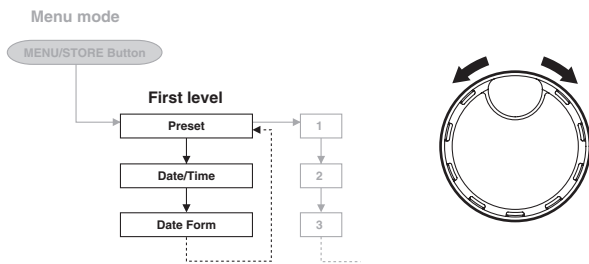 Menu mode
MENU/STORE Button
First level
Preset
1
Date/Time
2
Date Form
3